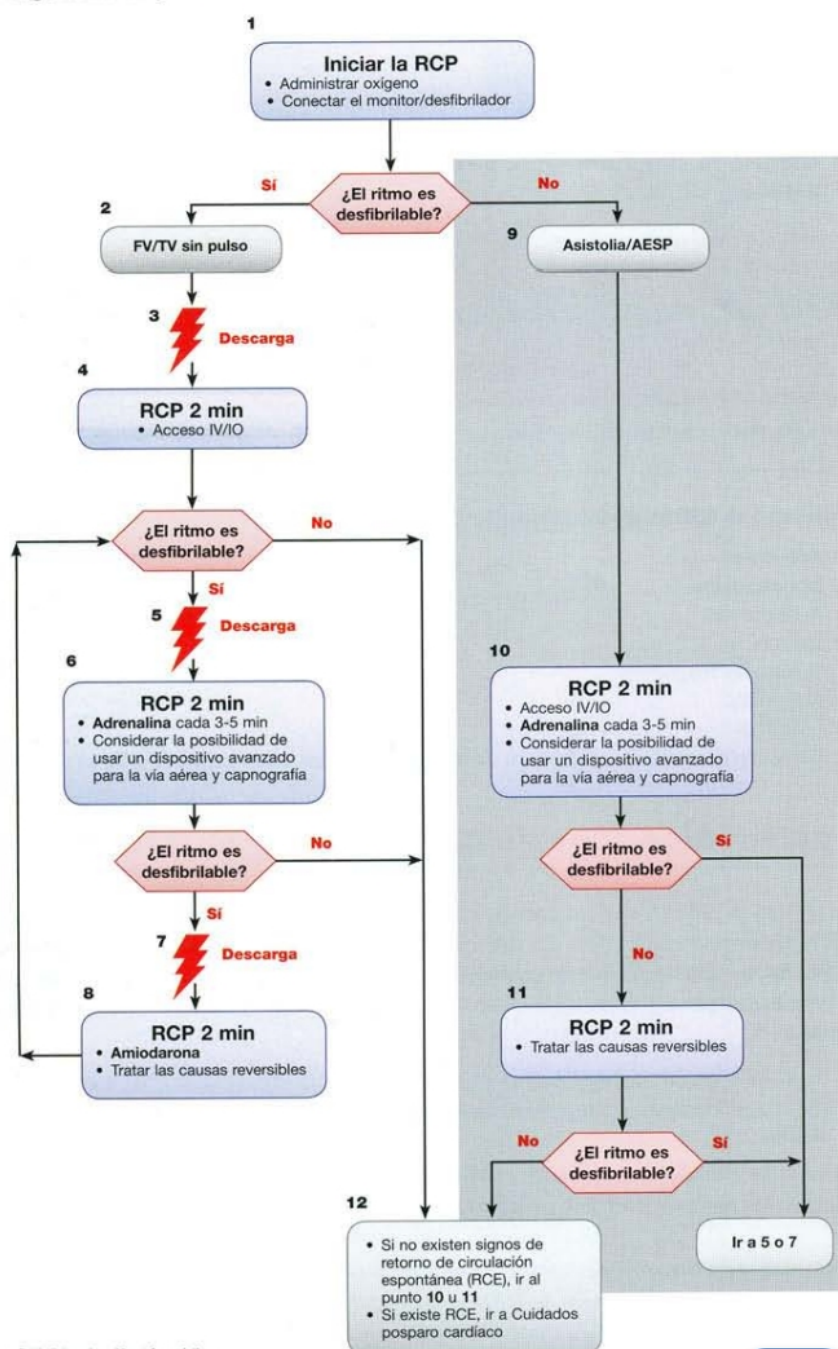 1
Iniciar la RCP
• Administrar oxígeno
• Conectar el monitor/desfibrilador
¿El ritmo es
desfibrilable?
Sí
No
2
FV/TV sin pulso
9
Asistolia/AESP
3
Descarga
4
RCP 2 min
• Acceso IV/IO
¿El ritmo es
desfibrilable?
No
Sí
5
Descarga
6
RCP 2 min
• Adrenalina cada 3-5 min
• Considerar la posibilidad de
usar un dispositivo avanzado
para la vía aérea y capnografía
¿El ritmo es
desfibrilable?
No
Sí
7
Descarga
8
RCP 2 min
• Amiodarona
• Tratar las causas reversibles
10
RCP 2 min
• Acceso IV/IO
• Adrenalina cada 3-5 min
• Considerar la posibilidad de
usar un dispositivo avanzado
para la vía aérea y capnografía
¿El ritmo es
desfibrilable?
Sí
No
11
RCP 2 min
• Tratar las causas reversibles
¿El ritmo es
desfibrilable?
No
Sí
12
• Si no existen signos de
retorno de circulación
espontánea (RCE), ir al
punto 10 u 11
• Si existe RCE, ir a Cuidados
posparo cardíaco
Ir a 5 o 7